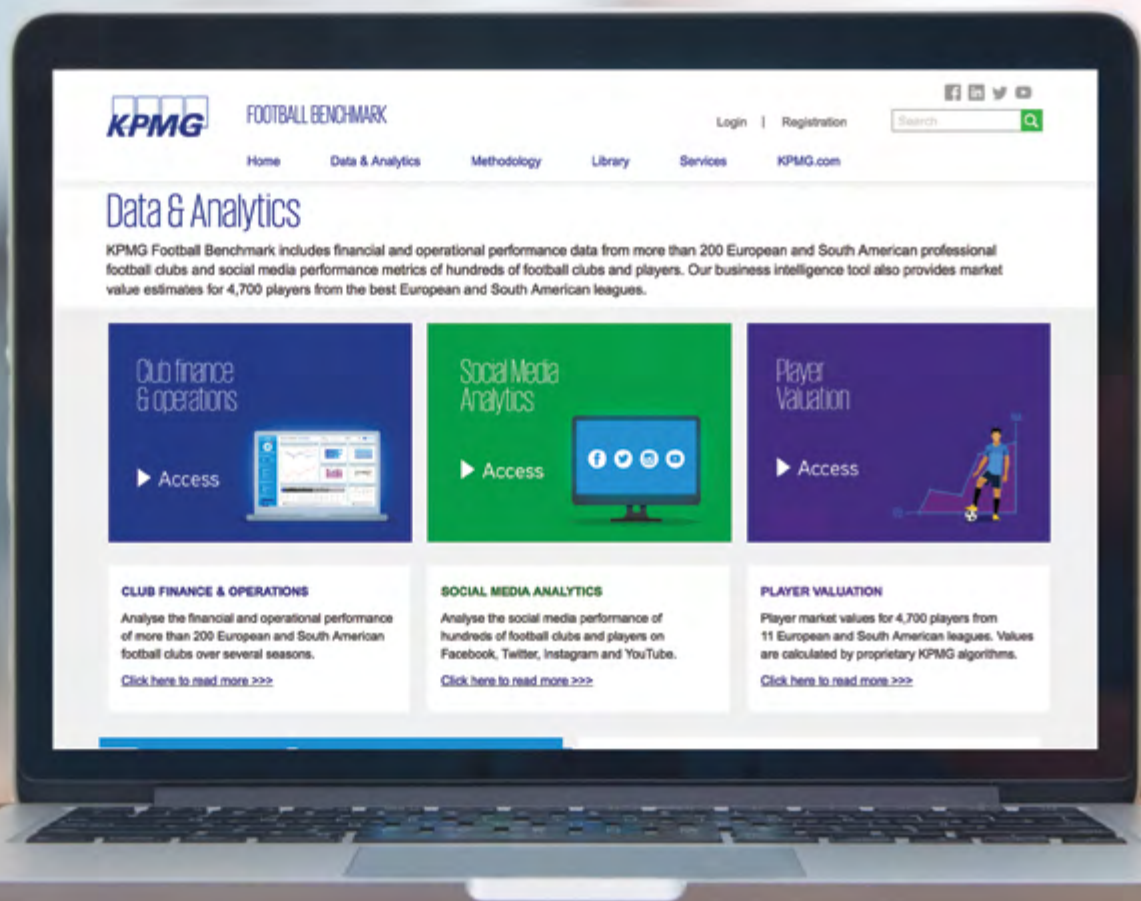 KPMG
FOOTBALL BENCHMARK
Login | Registration
Search
Home Data & Analytics Methodology Library Services KPMG.com
Data & Analytics
KPMG Football Benchmark includes financial and operational performance data from more than 200 European and South American professional
football clubs and social media performance metrics of hundreds of football clubs and players. Our business intelligence tool also provides market
value estimates for 4,700 players from the best European and South American leagues.
Club finance
& operations
Access
Social Media
Analytics
Access
Player
Valuation
Access
CLUB FINANCE & OPERATIONS
Analyse the financial and operational performance
of more than 200 European and South American
football clubs over several seasons.
Click here to read more >>>
SOCIAL MEDIA ANALYTICS
Analyse the social media performance of
hundreds of football clubs and players on
Facebook, Twitter, Instagram and YouTube.
Click here to read more >>>
PLAYER VALUATION
Player market values for 4,700 players from
11 European and South American leagues. Values
are calculated by proprietary KPMG algorithms.
Click here to read more >>>